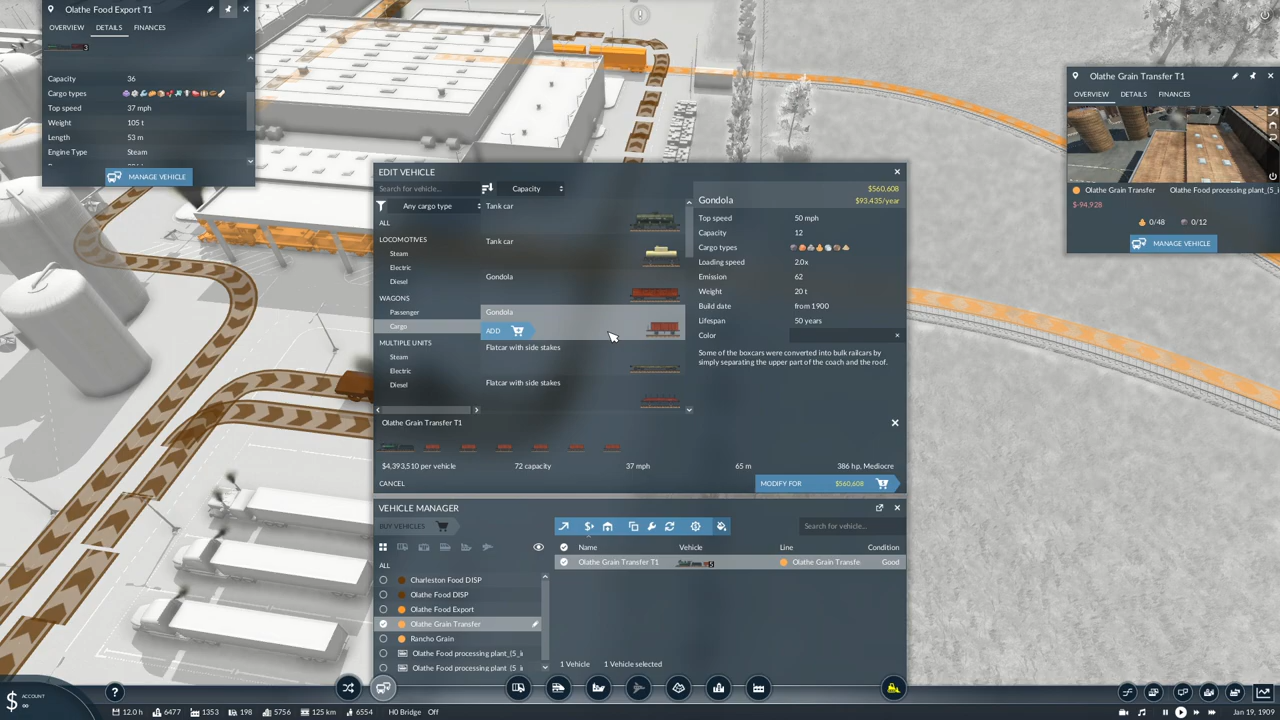 Olathe Food Export T1
OVERVIEW DETAILS FINANCES
3
Capacity 36
Cargo types
Top speed 37 mph
Weight 105 t
Length 53 m
Engine Type Steam
MANAGE VEHICLE
Olathe Grain Transfer T1
OVERVIEW DETAILS FINANCES
Olathe Grain Transfer Olathe Food processing plant_(5_i
$-94,928
0/48 0/12
MANAGE VEHICLE
EDIT VEHICLE
Search for vehicle... Capacity
Any cargo type
ALL
LOCOMOTIVES
Steam
Electric
Diesel
WAGONS
Passenger
Cargo
MULTIPLE UNITS
Steam
Electric
Diesel
Tank car
Tank car
Gondola
Gondola
ADD
Flatcar with side stakes
Flatcar with side stakes
$560,608
Gondola $93,435/year
Top speed 50 mph
Capacity 12
Cargo types
Loading speed 2.0x
Emission 62
Weight 20 t
Build date from 1900
Lifespan 50 years
Color
Some of the boxcars were converted into bulk railcars by
simply separating the upper part of the coach and the roof.
Olathe Grain Transfer T1
$4,393,510 per vehicle 72 capacity 37 mph 65 m 386 hp, Mediocre
CANCEL MODIFY FOR $560,608
VEHICLE MANAGER
BUY VEHICLES Search for vehicle...
Name Vehicle Line Condition
Olathe Grain Transfer T1 5 Olathe Grain Transfe Good
ALL
Charleston Food DISP
Olathe Food DISP
Olathe Food Export
Olathe Grain Transfer
Rancho Grain
Olathe Food processing plant_(5_i
Olathe Food processing plant (5_i
1 Vehicle 1 Vehicle selected
$ ACCOUNT
∞
?
12.0 h 6477 1353 198 5756 125 km 6554 H0 Bridge Off
Jan 19, 1909